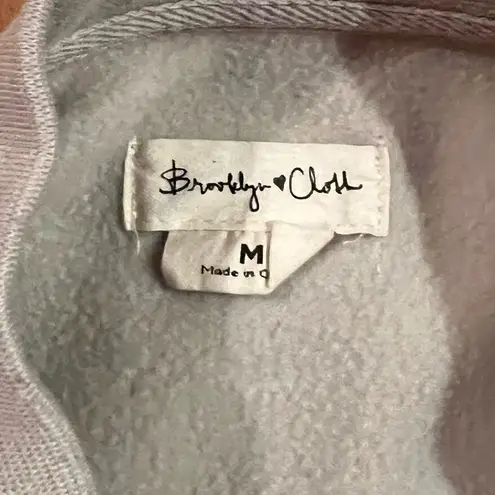 Brooklyn ♥ Cloth
M
Made in C